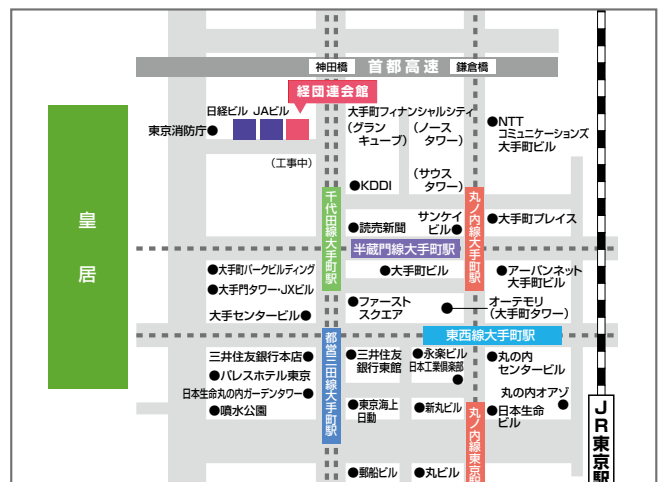 神田橋
首都高速
鎌倉橋
経団連会館
日経ビル
JAビル
東京消防庁●
(工事中)
大手町フィナンシャルシティ
(グラン
キューブ)
(ノース
タワー)
(サウス
タワー)
●NTT
コミュニケーションズ
大手町ビル
●KDDI
千代田線大手町駅
丸ノ内線大手町駅
●読売新聞
サンケイ
ビル●
●大手町プレイス
皇居
半蔵門線大手町駅
●大手町パークビルディング
●大手門タワー・JXビル
大手センタービル●
●大手町ビル
●アーバンネット
大手町ビル
●ファースト
スクエア
オーテモリ
(大手町タワー)
東西線大手町駅
都営三田線大手町駅
三井住友銀行本店●
●パレスホテル東京
日本生命丸の内ガーデンタワー●
●噴水公園
●三井住友
銀行東館
●永楽ビル
日本工業倶楽部
●丸の内
センタービル
丸の内オアゾ
●東京海上
日動
●新丸ビル
●日本生命
ビル
丸ノ内線東京駅
JR東京駅
●郵船ビル
●丸ビル